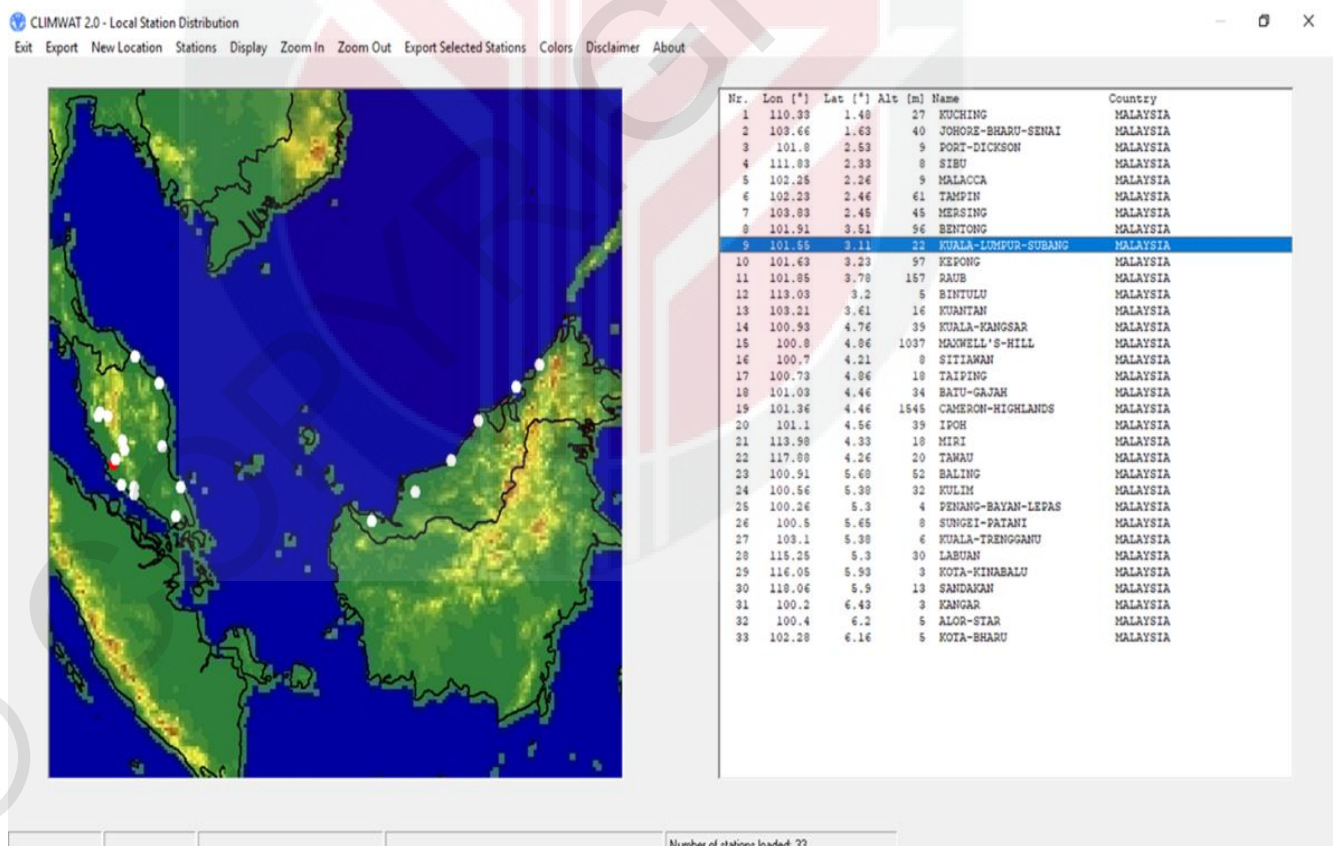 CLIMWAT 2.0 - Local Station Distribution
Exit Export New Location Stations Display Zoom In Zoom Out Export Selected Stations Colors Disclaimer About
Nr. Lon [°] Lat [°] Alt [m] Name Country
1 110.33 1.48 27 KUCHING MALAYSIA
2 103.66 1.63 40 JOHORE-BHARU-SENAI MALAYSIA
3 101.8 2.53 9 PORT-DICKSON MALAYSIA
4 111.83 2.33 8 SIBU MALAYSIA
5 102.25 2.26 9 MALACCA MALAYSIA
6 102.23 2.46 61 TAMPIN MALAYSIA
7 103.83 2.45 45 MERSING MALAYSIA
8 101.91 3.51 96 BENTONG MALAYSIA
9 101.55 3.11 22 KUALA-LUMPUR-SUBANG MALAYSIA
10 101.63 3.23 97 KEPONG MALAYSIA
11 101.85 3.78 157 RAUB MALAYSIA
12 113.03 3.2 5 BINTULU MALAYSIA
13 103.21 3.61 16 KUANTAN MALAYSIA
14 100.93 4.76 39 KUALA-KANGSAR MALAYSIA
15 100.8 4.86 1037 MAXWELL'S-HILL MALAYSIA
16 100.7 4.21 8 SITIAWAN MALAYSIA
17 100.73 4.86 18 TAIPING MALAYSIA
18 101.03 4.46 34 BATU-GAJAH MALAYSIA
19 101.36 4.46 1545 CAMERON-HIGHLANDS MALAYSIA
20 101.1 4.56 39 IPOH MALAYSIA
21 113.98 4.33 18 MIRI MALAYSIA
22 117.88 4.26 20 TAWAU MALAYSIA
23 100.91 5.68 52 BALING MALAYSIA
24 100.56 5.38 32 KULIM MALAYSIA
25 100.26 5.3 4 PENANG-BAYAN-LEPAS MALAYSIA
26 100.5 5.65 8 SUNGEI-PATANI MALAYSIA
27 103.1 5.38 6 KUALA-TRENGGANU MALAYSIA
28 115.25 5.3 30 LABUAN MALAYSIA
29 116.05 5.93 3 KOTA-KINABALU MALAYSIA
30 118.06 5.9 13 SANDAKAN MALAYSIA
31 100.2 6.43 3 KANGAR MALAYSIA
32 100.4 6.2 5 ALOR-STAR MALAYSIA
33 102.28 6.16 5 KOTA-BHARU MALAYSIA
Number of stations loaded: 33
© COPYRIG